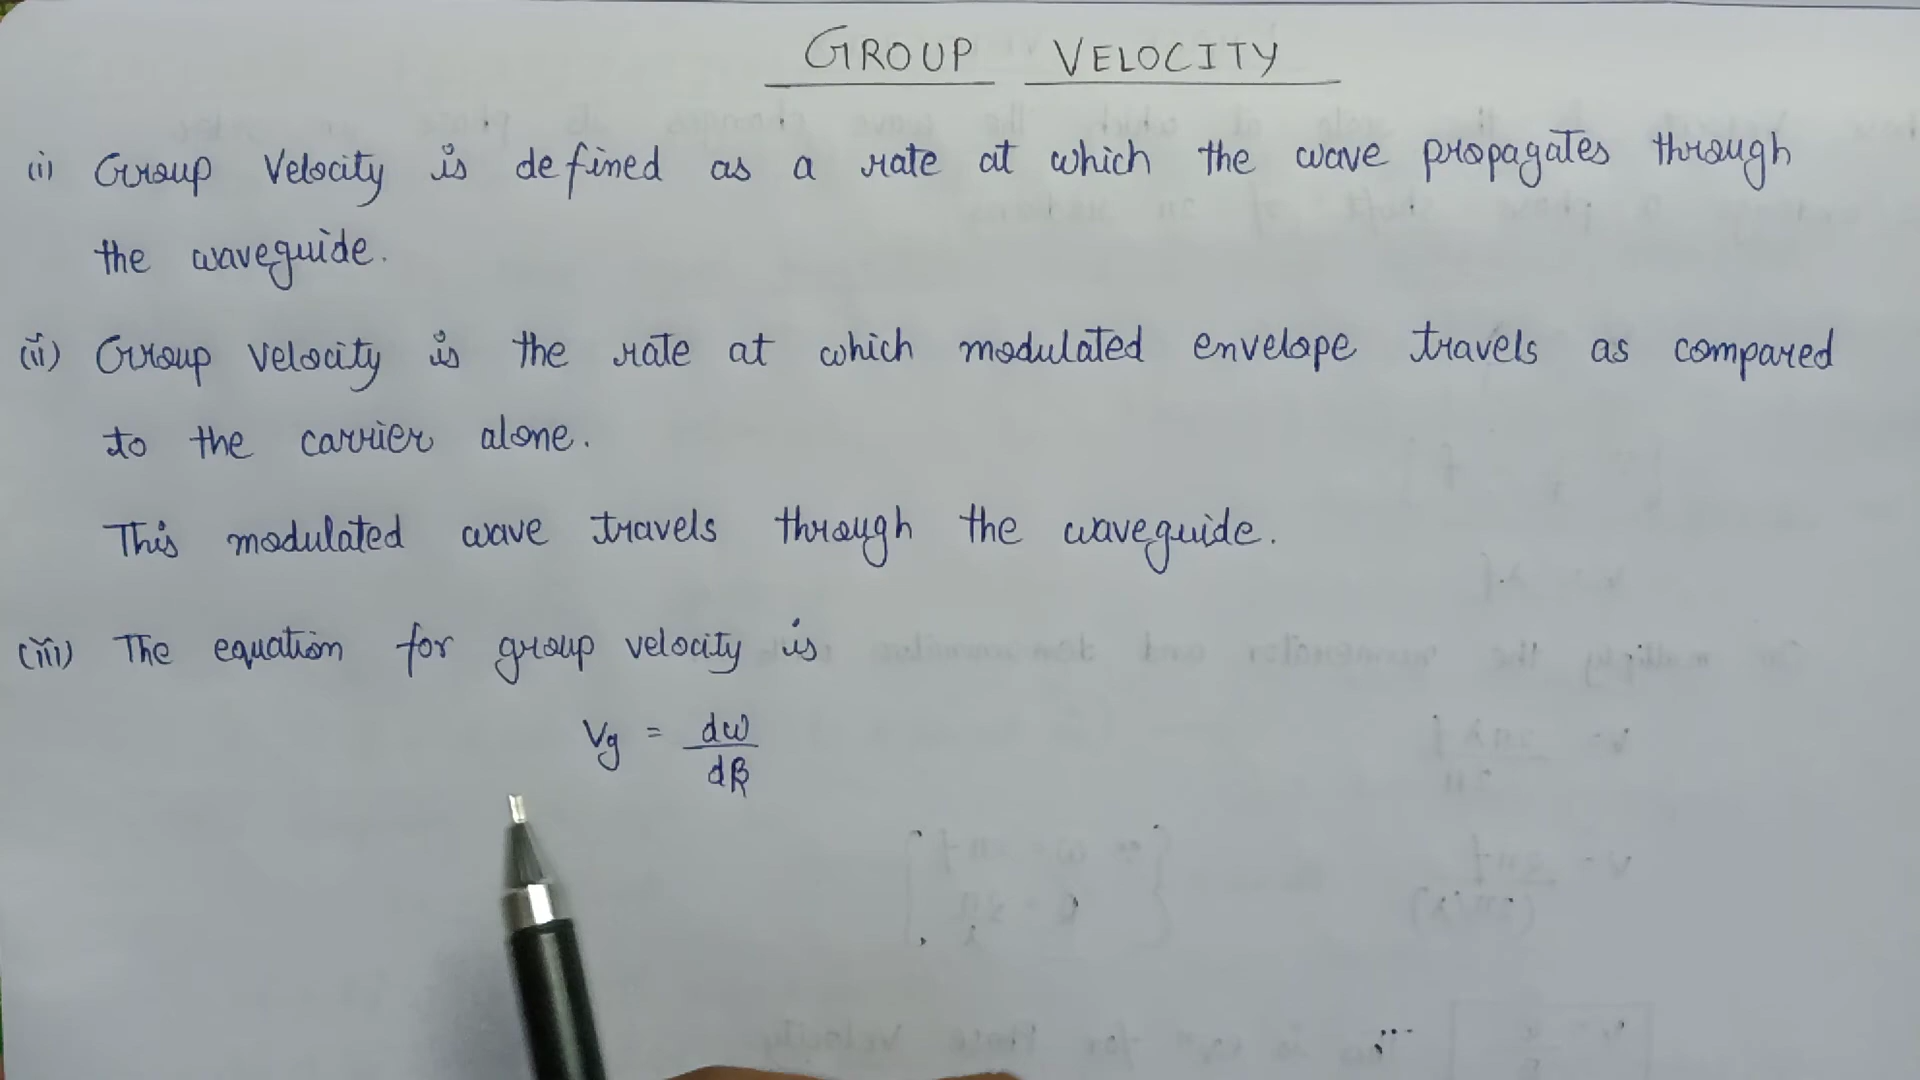 GROUP VELOCITY
(i) Group Velocity is defined as a rate at which the wave propagates through
the waveguide.
(ii) Group velocity is the rate at which modulated envelope travels as compared
to the carrier alone.
This modulated wave travels through the waveguide.
(iii) The equation for group velocity is
Vg = dω
dβ